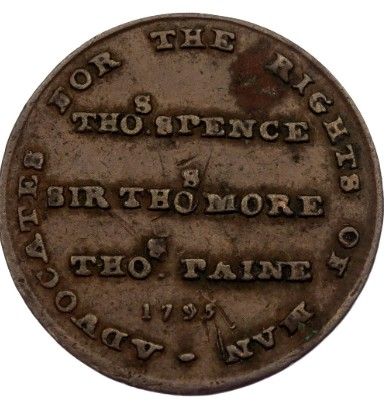 ADVOCATES FOR THE RIGHTS OF MAN -
THO.S SPENCE
SIR THO.S MORE
THO.S PAINE
1795